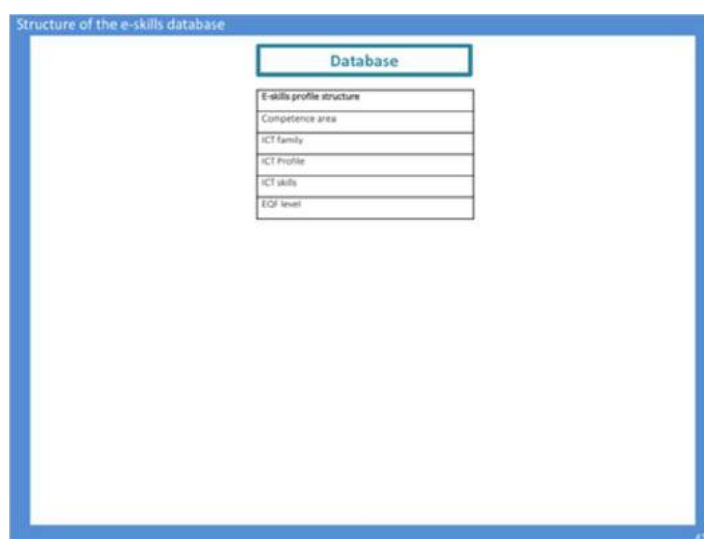 Structure of the e-skills database
Database
E-skills profile structure
Competence area
ICT family
ICT Profile
ICT skills
EQF level